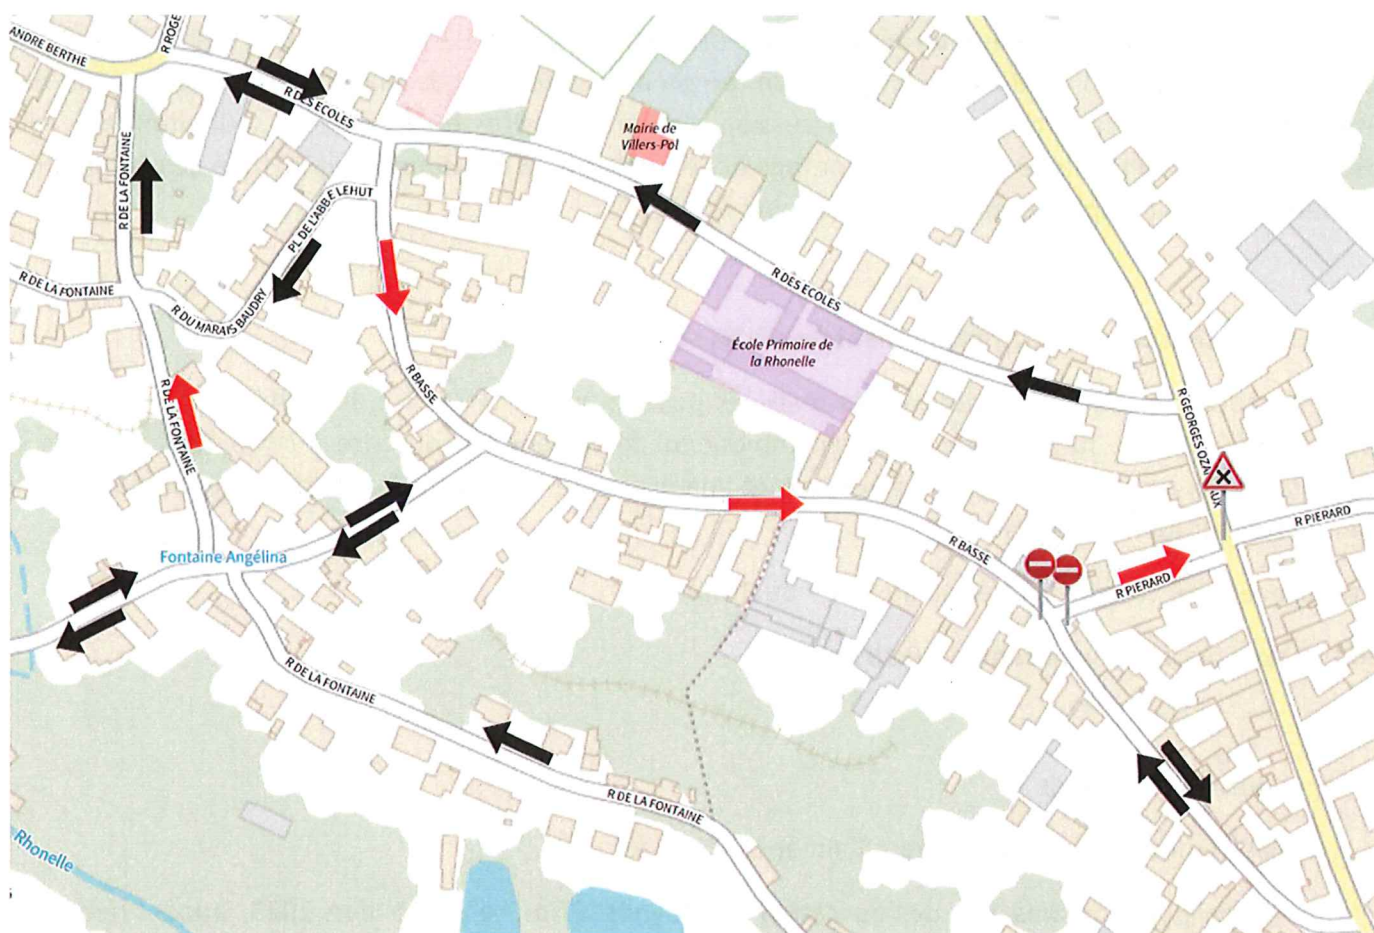 ANDRE BERTHE
R ROGE
R DES ECOLES
Mairie de
Villers-Pol
R DE LA FONTAINE
PL DE L'ABBE LEHUT
R DES ECOLES
R DE LA FONTAINE
R DU MARAIS BAUDRY
École Primaire de
la Rhonelle
R BASSE
R DE LA FONTAINE
R GEORGES OZA
AUX
R PIERARD
R BASSE
Fontaine Angélina
R PIERARD
R DE LA FONTAINE
R DE LA FONTAINE
Rhonelle